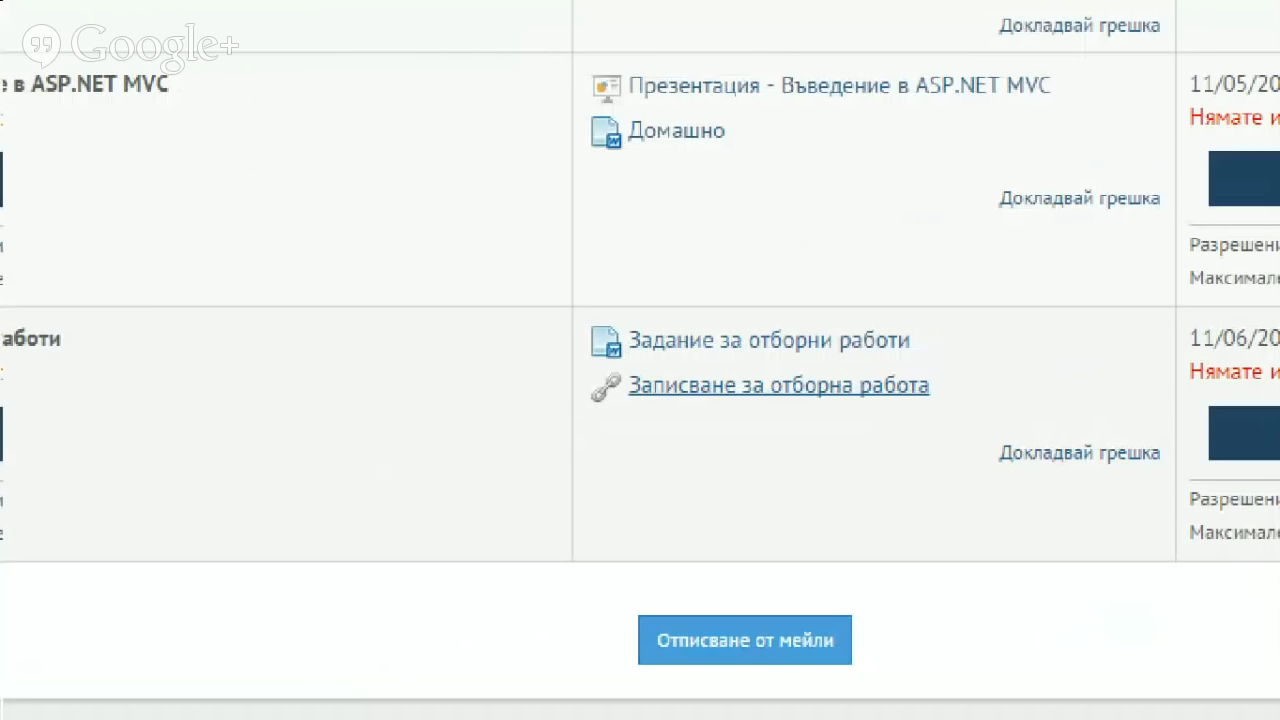 Google+
Докладвай грешка
е в ASP.NET MVC
Презентация - Въведение в ASP.NET MVC
11/05/20
Нямате и
Домашно
Докладвай грешка
Разрешени
Максимале
аботи
Задание за отборни работи
11/06/20
Нямате и
Записване за отборна работа
Докладвай грешка
Разрешени
Максимале
Отписване от мейли